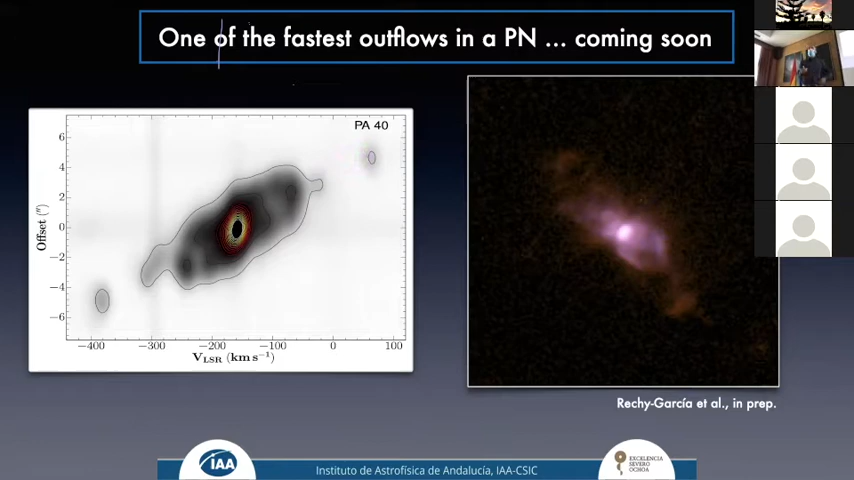 One of the fastest outflows in a PN ... coming soon
PA 40
6
4
2
0
−2
−4
−6
Offset (″)
−400 −300 −200 −100 0 100
V_LSR (km s⁻¹)
Rechy-García et al., in prep.
IAA
Instituto de Astrofísica de Andalucía, IAA-CSIC
EXCELENCIA
SEVERO
OCHOA